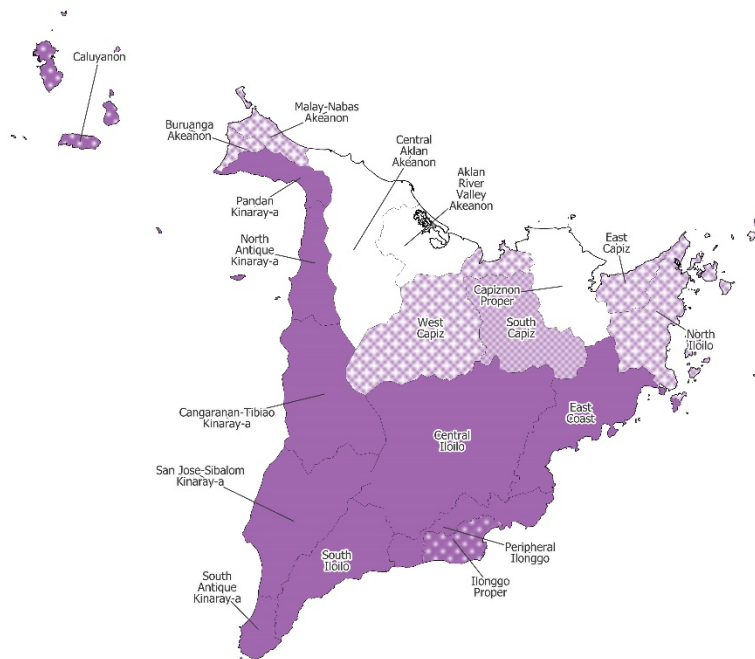 Caluyanon
Malay-Nabas
Akeanon
Buruanga
Akeanon
Central
Aklan
Akeanon
Aklan
River
Valley
Akeanon
Pandan
Kinaray-a
North
Antique
Kinaray-a
East
Capiz
Capiznon
Proper
West
Capiz
South
Capiz
North
Iloilo
Cangaranan-Tibiao
Kinaray-a
East
Coast
Central
Iloilo
San Jose-Sibalom
Kinaray-a
South
Iloilo
Peripheral
Ilonggo
Ilonggo
Proper
South
Antique
Kinaray-a